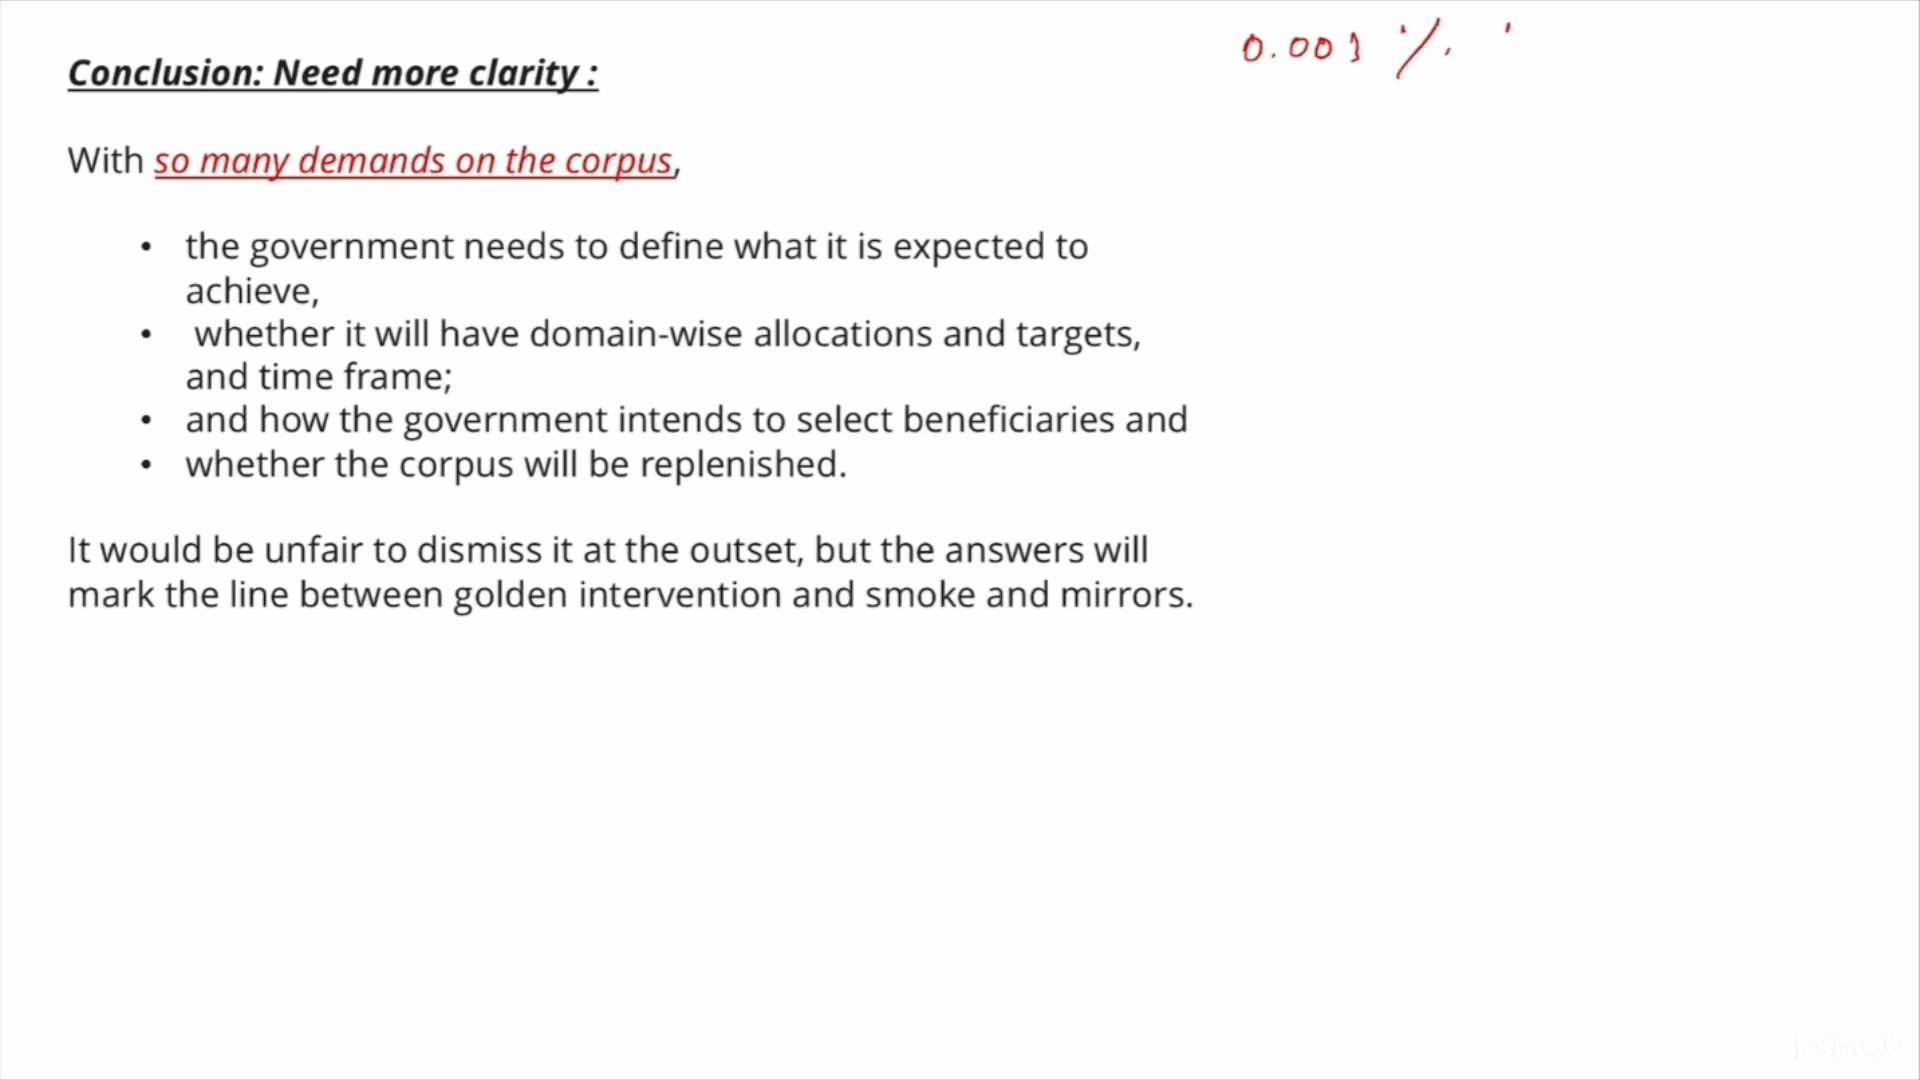 0.003 %.
Conclusion: Need more clarity :
With so many demands on the corpus,
• the government needs to define what it is expected to
achieve,
• whether it will have domain-wise allocations and targets,
and time frame;
• and how the government intends to select beneficiaries and
• whether the corpus will be replenished.
It would be unfair to dismiss it at the outset, but the answers will
mark the line between golden intervention and smoke and mirrors.
InShOt